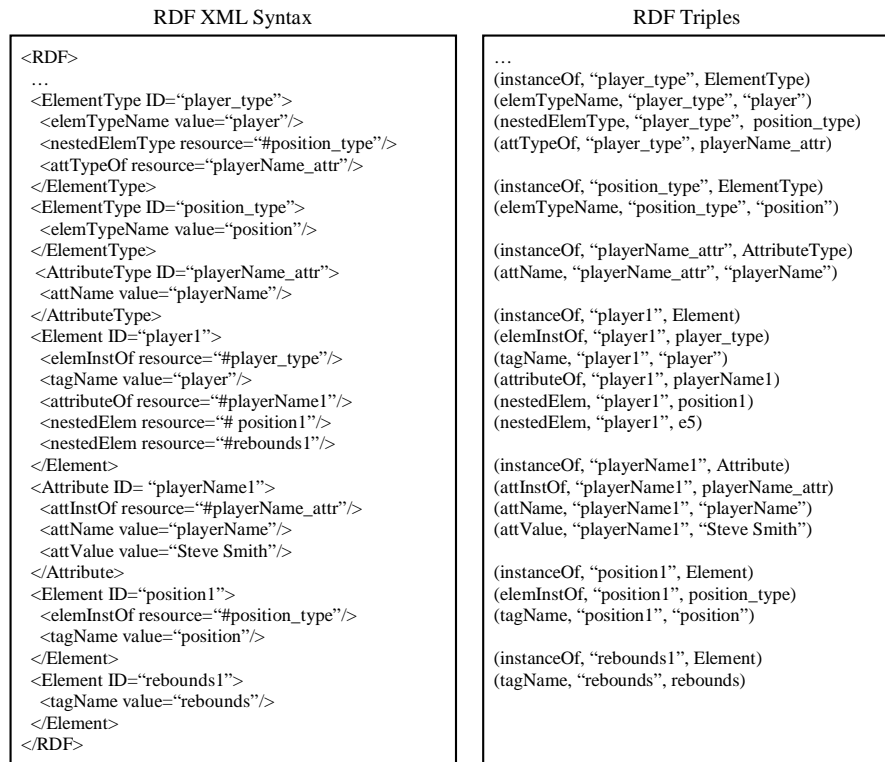 RDF XML Syntax
<RDF>
…
<ElementType ID=“player_type”>
<elemTypeName value=“player”/>
<nestedElemType resource=“#position_type”/>
<attTypeOf resource=“playerName_attr”/>
</ElementType>
<ElementType ID=“position_type”>
<elemTypeName value=“position”/>
</ElementType>
<AttributeType ID=“playerName_attr”>
<attName value=“playerName”/>
</AttributeType>
<Element ID=“player1”>
<elemInstOf resource=“#player_type”/>
<tagName value=“player”/>
<attributeOf resource=“#playerName1”/>
<nestedElem resource=“# position1”/>
<nestedElem resource=“#rebounds1”/>
</Element>
<Attribute ID= “playerName1”>
<attInstOf resource=“#playerName_attr”/>
<attName value=“playerName”/>
<attValue value=“Steve Smith”/>
</Attribute>
<Element ID=“position1”>
<elemInstOf resource=“#position_type”/>
<tagName value=“position”/>
</Element>
<Element ID=“rebounds1”>
<tagName value=“rebounds”/>
</Element>
</RDF>
RDF Triples
…
(instanceOf, “player_type”, ElementType)
(elemTypeName, “player_type”, “player”)
(nestedElemType, “player_type”, position_type)
(attTypeOf, “player_type”, playerName_attr)
(instanceOf, “position_type”, ElementType)
(elemTypeName, “position_type”, “position”)
(instanceOf, “playerName_attr”, AttributeType)
(attName, “playerName_attr”, “playerName”)
(instanceOf, “player1”, Element)
(elemInstOf, “player1”, player_type)
(tagName, “player1”, “player”)
(attributeOf, “player1”, playerName1)
(nestedElem, “player1”, position1)
(nestedElem, “player1”, e5)
(instanceOf, “playerName1”, Attribute)
(attInstOf, “playerName1”, playerName_attr)
(attName, “playerName1”, “playerName”)
(attValue, “playerName1”, “Steve Smith”)
(instanceOf, “position1”, Element)
(elemInstOf, “position1”, position_type)
(tagName, “position1”, “position”)
(instanceOf, “rebounds1”, Element)
(tagName, “rebounds”, rebounds)